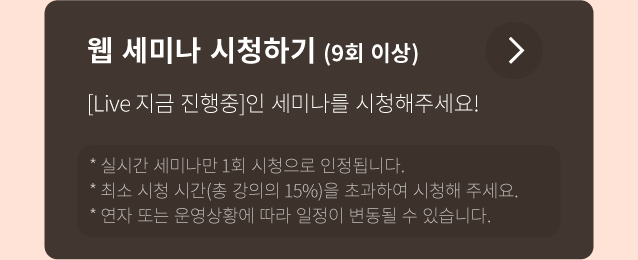 웹 세미나 시청하기 (9회 이상)
[Live 지금 진행중]인 세미나를 시청해주세요!
* 실시간 세미나만 1회 시청으로 인정됩니다.
* 최소 시청 시간(총 강의의 15%)을 초과하여 시청해 주세요.
* 연자 또는 운영상황에 따라 일정이 변동될 수 있습니다.